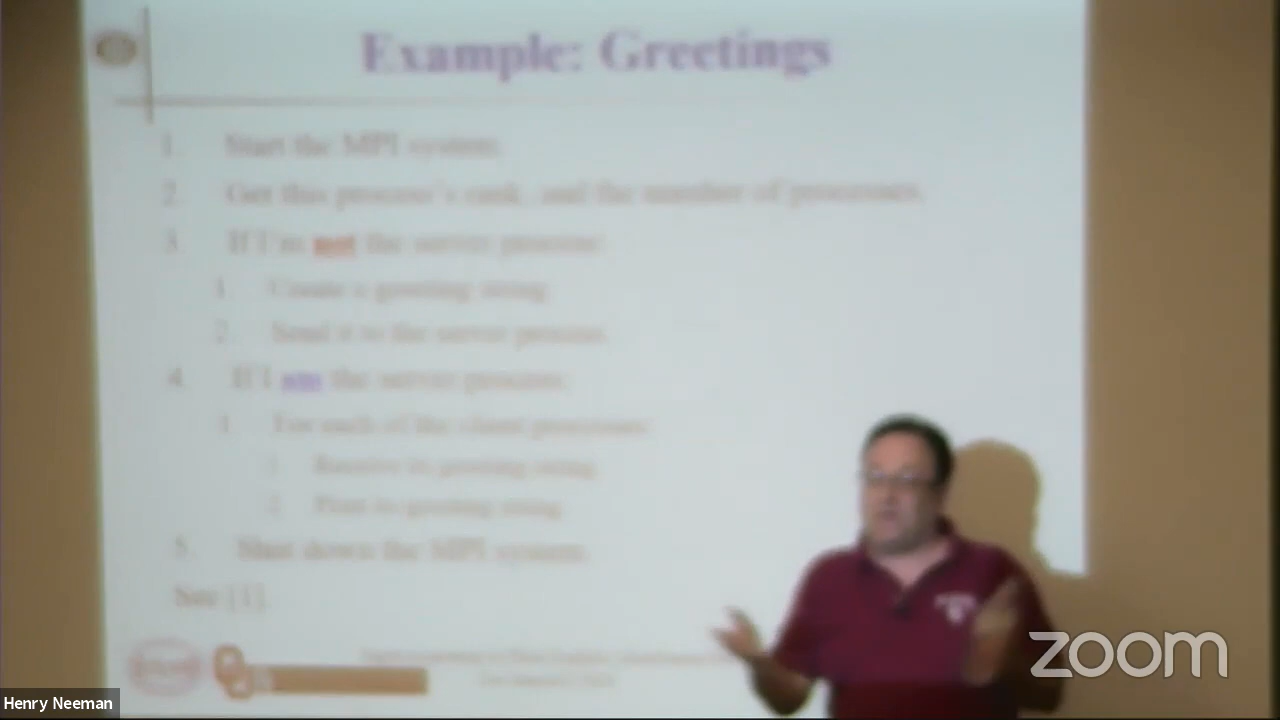 Example: Greetings
1. Start the MPI system.
2. Get this process's rank, and the number of processes.
3. If I'm not the server process:
1. Create a greeting string.
2. Send it to the server process.
4. If I am the server process:
1. For each of the client processes:
1. Receive its greeting string.
2. Print its greeting string.
5. Shut down the MPI system.
See [1].
zoom
Henry Neeman